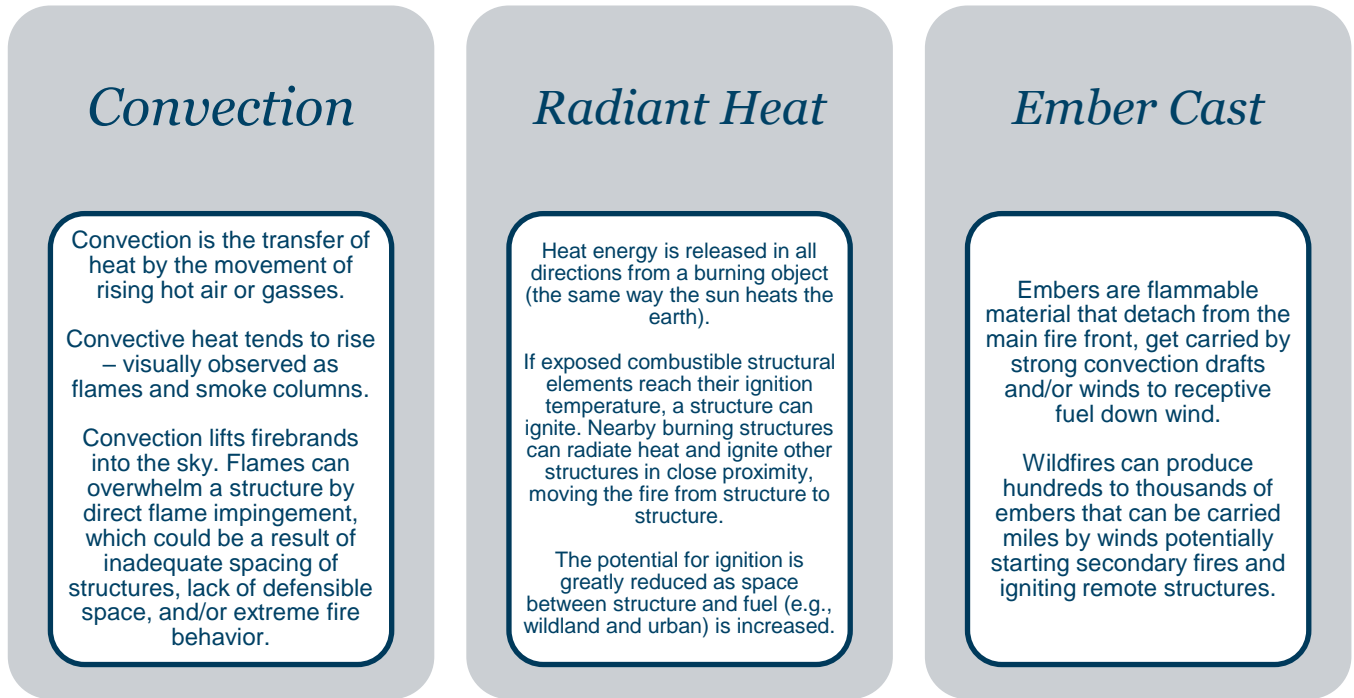 Convection
Convection is the transfer of
heat by the movement of
rising hot air or gasses.
Convective heat tends to rise
– visually observed as
flames and smoke columns.
Convection lifts firebrands
into the sky. Flames can
overwhelm a structure by
direct flame impingement,
which could be a result of
inadequate spacing of
structures, lack of defensible
space, and/or extreme fire
behavior.
Radiant Heat
Heat energy is released in all
directions from a burning object
(the same way the sun heats the
earth).
If exposed combustible structural
elements reach their ignition
temperature, a structure can
ignite. Nearby burning structures
can radiate heat and ignite other
structures in close proximity,
moving the fire from structure to
structure.
The potential for ignition is
greatly reduced as space
between structure and fuel (e.g.,
wildland and urban) is increased.
Ember Cast
Embers are flammable
material that detach from the
main fire front, get carried by
strong convection drafts
and/or winds to receptive
fuel down wind.
Wildfires can produce
hundreds to thousands of
embers that can be carried
miles by winds potentially
starting secondary fires and
igniting remote structures.